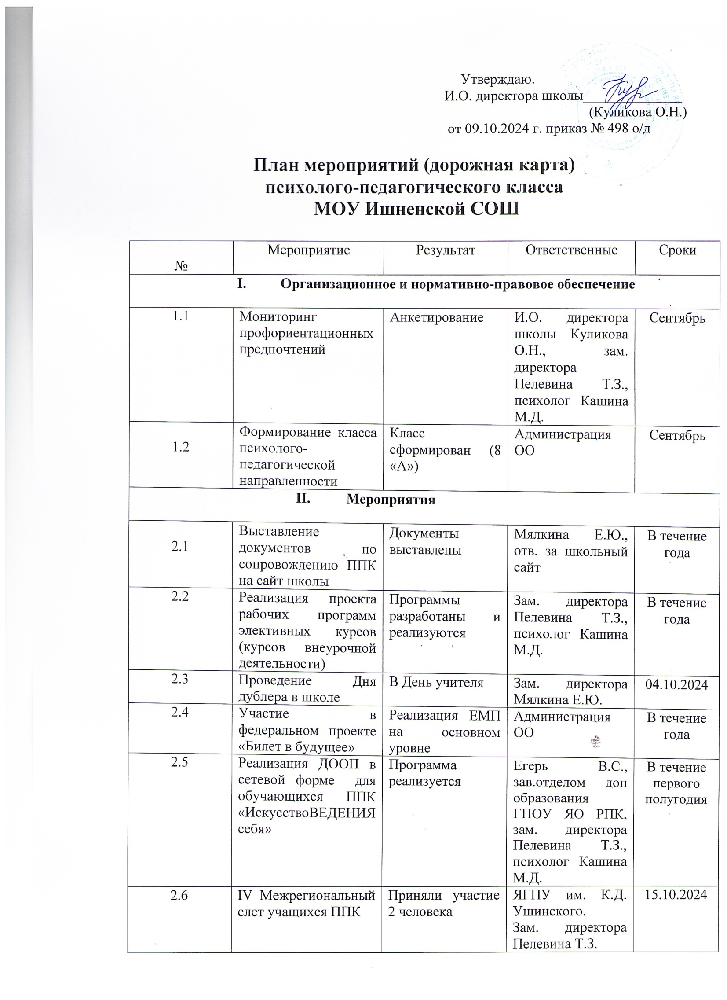 Утверждаю.
И.О. директора школы
(Куликова О.Н.)
от 09.10.2024 г. приказ № 498 о/д
План мероприятий (дорожная карта)
психолого-педагогического класса
МОУ Ишненской СОШ
№
Мероприятие
Результат
Ответственные
Сроки
I. Организационное и нормативно-правовое обеспечение
1.1
Мониторинг
профориентационных
предпочтений
Анкетирование
И.О. директора
школы Куликова
О.Н., зам.
директора
Пелевина Т.З.,
психолог Кашина
М.Д.
Сентябрь
1.2
Формирование класса
психолого-
педагогической
направленности
Класс
сформирован (8
«А»)
Администрация
ОО
Сентябрь
II. Мероприятия
2.1
Выставление
документов по
сопровождению ППК
на сайт школы
Документы
выставлены
Мялкина Е.Ю.,
отв. за школьный
сайт
В течение
года
2.2
Реализация проекта
рабочих программ
элективных курсов
(курсов внеурочной
деятельности)
Программы
разработаны и
реализуются
Зам. директора
Пелевина Т.З.,
психолог Кашина
М.Д.
В течение
года
2.3
Проведение Дня
дублера в школе
В День учителя
Зам. директора
Мялкина Е.Ю.
04.10.2024
2.4
Участие в
федеральном проекте
«Билет в будущее»
Реализация ЕМП
на основном
уровне
Администрация
ОО
В течение
года
2.5
Реализация ДООП в
сетевой форме для
обучающихся ППК
«ИскусствоВЕДЕНИЯ
себя»
Программа
реализуется
Егерь В.С.,
зав.отделом доп
образования
ГПОУ ЯО РПК,
зам. директора
Пелевина Т.З.,
психолог Кашина
М.Д.
В течение
первого
полугодия
2.6
IV Межрегиональный
слет учащихся ППК
Приняли участие
2 человека
ЯГПУ им. К.Д.
Ушинского.
Зам. директора
Пелевина Т.З.
15.10.2024